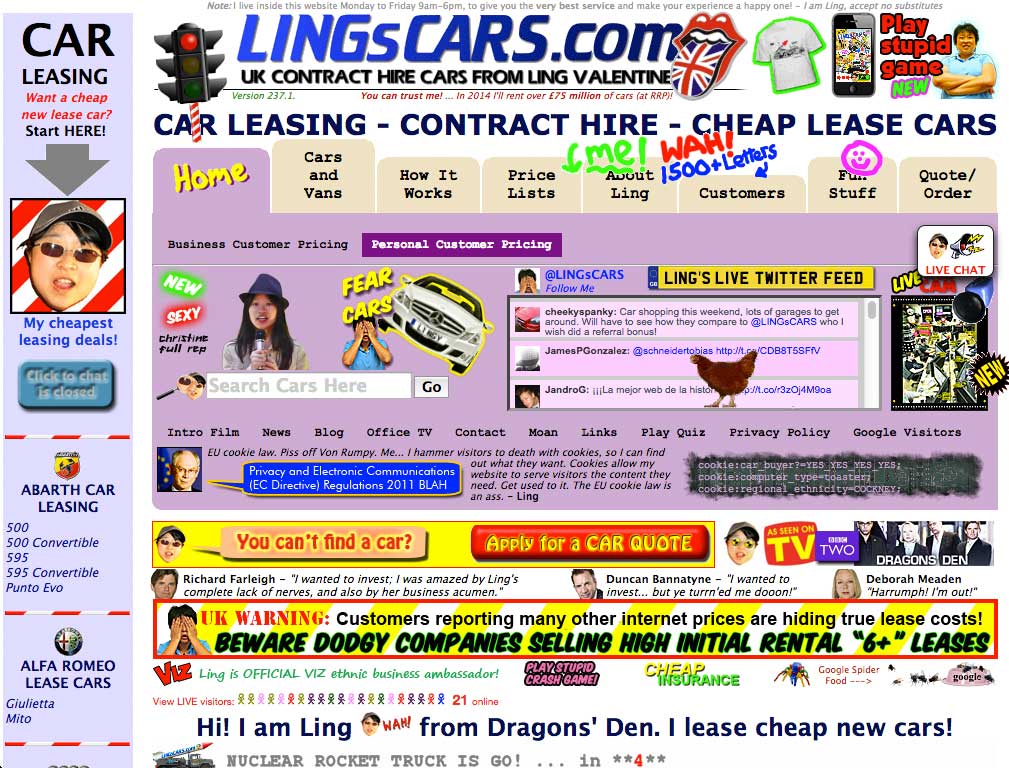 Note: I live inside this website Monday to Friday 9am-6pm, to give you the very best service and make your experience a happy one! - I am Ling, accept no substitutes
CAR
LEASING
Want a cheap
new lease car?
Start HERE!
My cheapest
leasing deals!
Click to chat
is closed
ABARTH CAR
LEASING
500
500 Convertible
595
595 Convertible
Punto Evo
ALFA ROMEO
LEASE CARS
Giulietta
Mito
LINGsCARS.com
UK CONTRACT HIRE CARS FROM LING VALENTINE
Version 237.1.
You can trust me! ... In 2014 I'll rent over £75 million of cars (at RRP)!
Play
stupid
game
NEW
CAR LEASING - CONTRACT HIRE - CHEAP LEASE CARS
Home
Cars
and
Vans
How It
Works
Price
Lists
me!
About
Ling
WAH!
1500+Letters
Customers
Fun
Stuff
Quote/
Order
Business Customer Pricing
Personal Customer Pricing
LIVE CHAT
NEW
SEXY
christine
full rep
FEAR
CARS
@LINGsCARS
Follow Me
GB
LING'S LIVE TWITTER FEED
cheekyspanky: Car shopping this weekend, lots of garages to get
around. Will have to see how they compare to @LINGsCARS who I
wish did a referral bonus!
JamesPGonzalez: @schneidertobias http://t.co/CDB8T5SFfV
JandroG: ¡¡¡La mejor web de la histor http://t.co/r3zOj4M9oa
LIVE
CAM
NEW
Search Cars Here
Go
Intro Film News Blog Office TV Contact Moan Links Play Quiz Privacy Policy Google Visitors
EU cookie law. Piss off Von Rumpy. Me... I hammer visitors to death with cookies, so I can find
out what they want. Cookies allow my
website to serve visitors the content they
need. Get used to it. The EU cookie law is
an ass. - Ling
Privacy and Electronic Communications
(EC Directive) Regulations 2011 BLAH
cookie:car_buyer?=YES_YES_YES_YES;
cookie:computer_type=toaster;
cookie:regional_ethnicity=COCKNEY;
You can't find a car?
Apply for a CAR QUOTE
AS SEEN ON
TV
BBC
TWO
DRAGONS DEN
Richard Farleigh - "I wanted to invest; I was amazed by Ling's
complete lack of nerves, and also by her business acumen."
Duncan Bannatyne - "I wanted to
invest... but ye turrn'ed me dooon!"
Deborah Meaden
"Harrumph! I'm out!"
UK WARNING: Customers reporting many other internet prices are hiding true lease costs!
BEWARE DODGY COMPANIES SELLING HIGH INITIAL RENTAL "6+" LEASES
VIZ
Ling is OFFICIAL VIZ ethnic business ambassador!
PLAY STUPID
CRASH GAME!
CHEAP
INSURANCE
Google Spider
Food --->
google
View LIVE visitors:
21 online
Hi! I am Ling WAH! from Dragons' Den. I lease cheap new cars!
LINGsCARS.com
NUCLEAR ROCKET TRUCK IS GO! ... in **4**